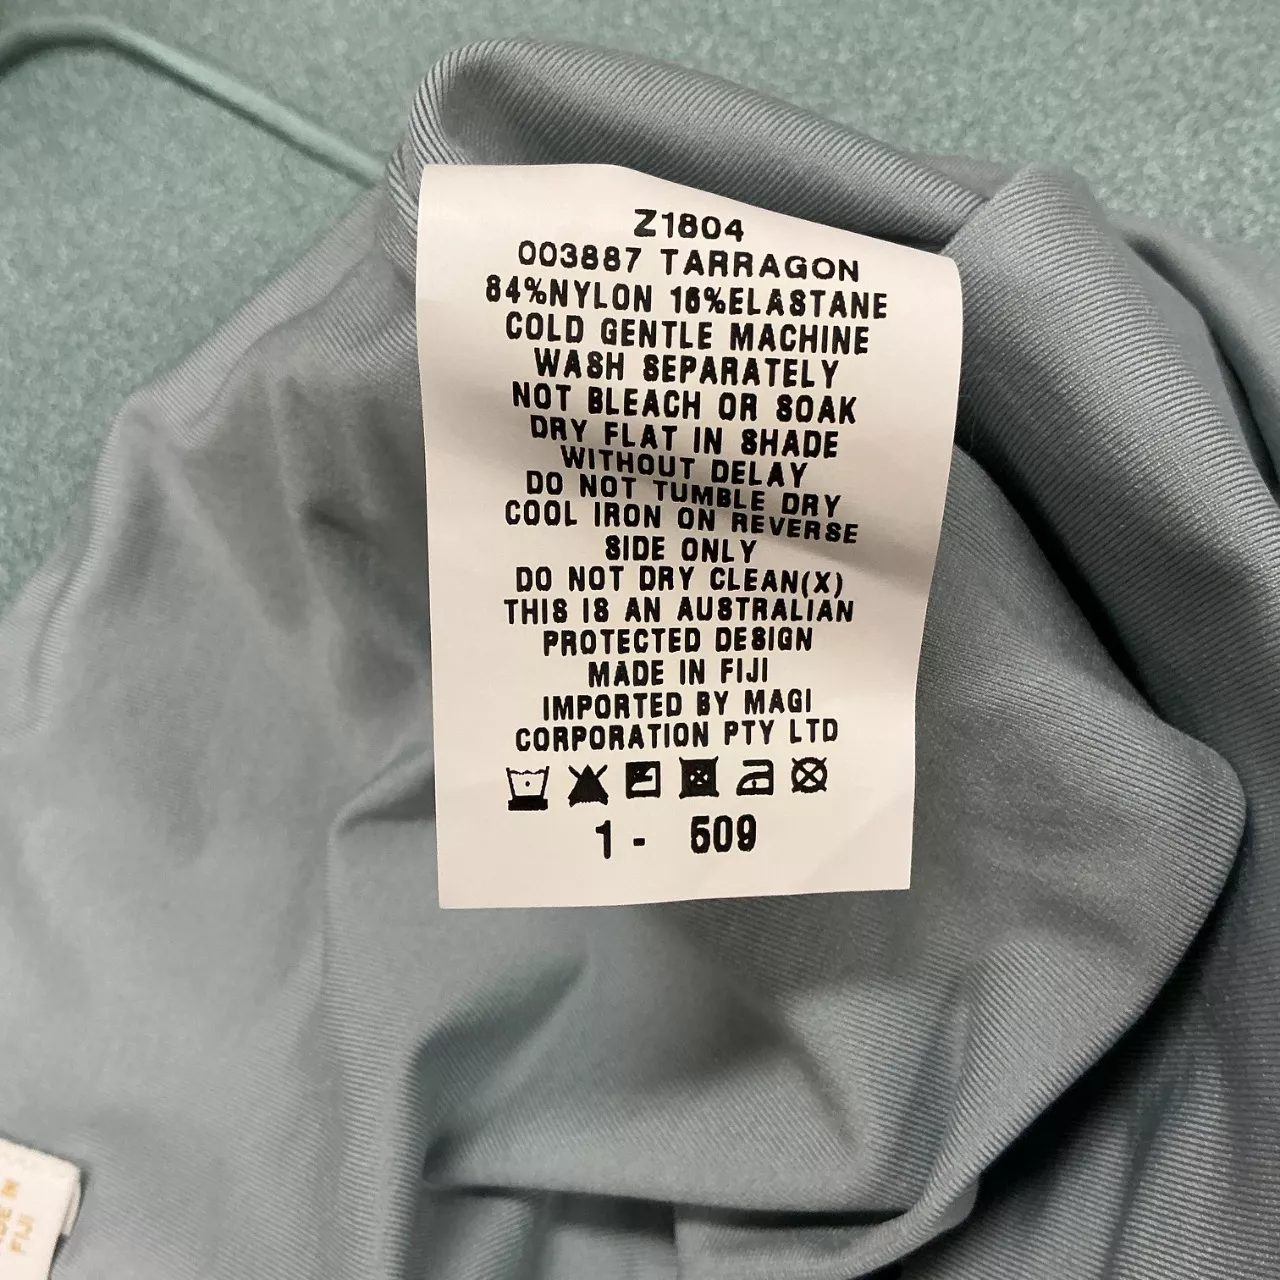 Z1804
003887 TARRAGON
84%NYLON 16%ELASTANE
COLD GENTLE MACHINE
WASH SEPARATELY
NOT BLEACH OR SOAK
DRY FLAT IN SHADE
WITHOUT DELAY
DO NOT TUMBLE DRY
COOL IRON ON REVERSE
SIDE ONLY
DO NOT DRY CLEAN(X)
THIS IS AN AUSTRALIAN
PROTECTED DESIGN
MADE IN FIJI
IMPORTED BY MAGI
CORPORATION PTY LTD
1 - 509
IN
FIJI